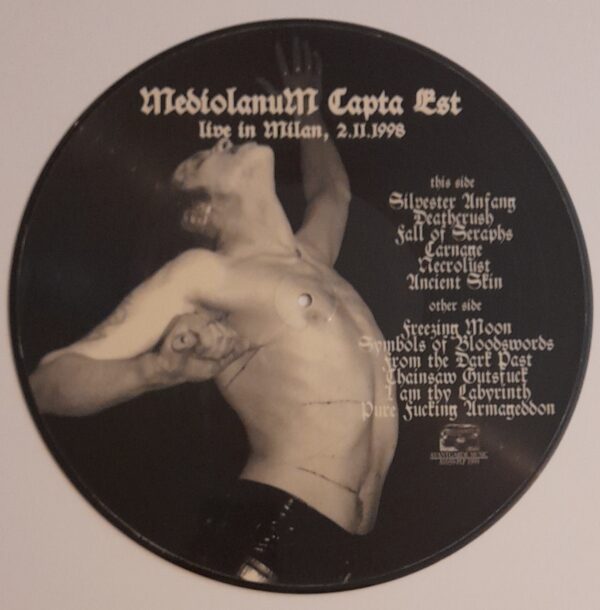 MediolanuM Capta Est
live in Milan, 2.11.1998
this side
Silvester Anfang
Deathcrush
Fall of Seraphs
Carnage
Necrolust
Ancient Skin
other side
Freezing Moon
Symbols of Bloodswords
From the Dark Past
Chainsaw Gutsfuck
I am thy Labyrinth
Pure Fucking Armageddon
AVANTGARDE MUSIC